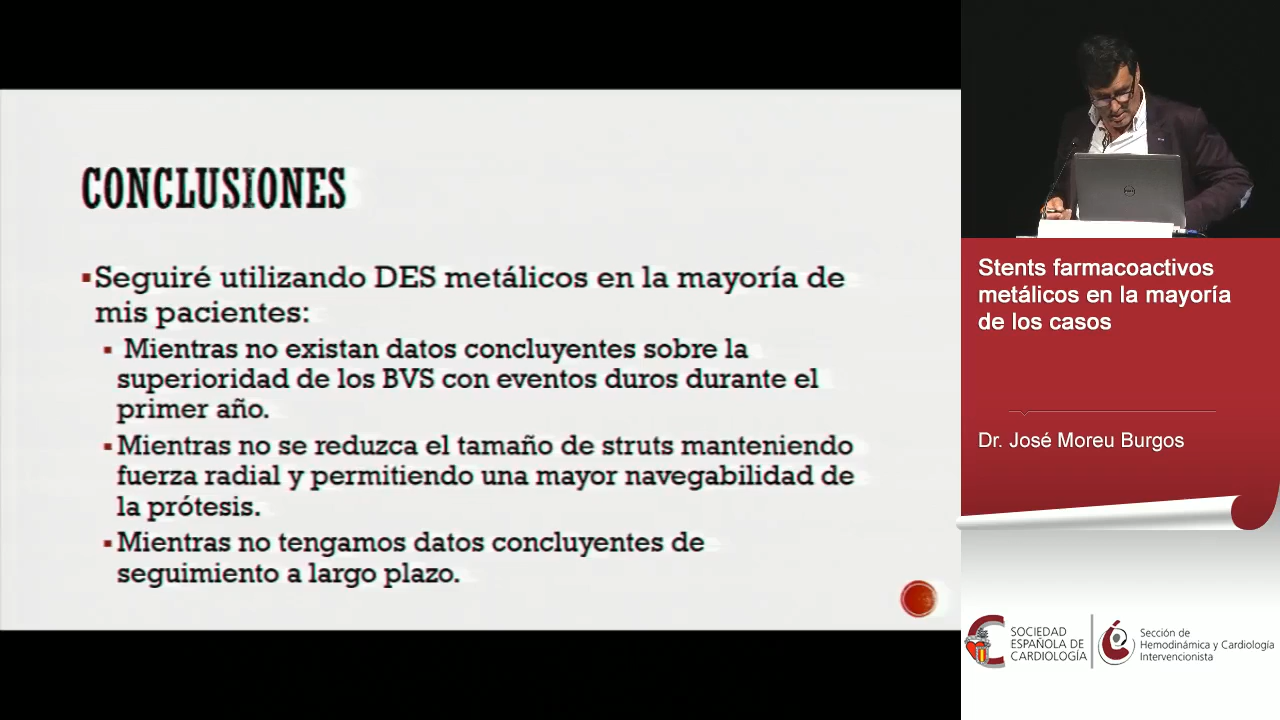 CONCLUSIONES
▪Seguiré utilizando DES metálicos en la mayoría de
mis pacientes:
▪ Mientras no existan datos concluyentes sobre la
superioridad de los BVS con eventos duros durante el
primer año.
▪Mientras no se reduzca el tamaño de struts manteniendo
fuerza radial y permitiendo una mayor navegabilidad de
la prótesis.
▪Mientras no tengamos datos concluyentes de
seguimiento a largo plazo.
Stents farmacoactivos
metálicos en la mayoría
de los casos
Dr. José Moreu Burgos
SOCIEDAD
ESPAÑOLA DE
CARDIOLOGÍA
Sección de
Hemodinámica y Cardiología
Intervencionista